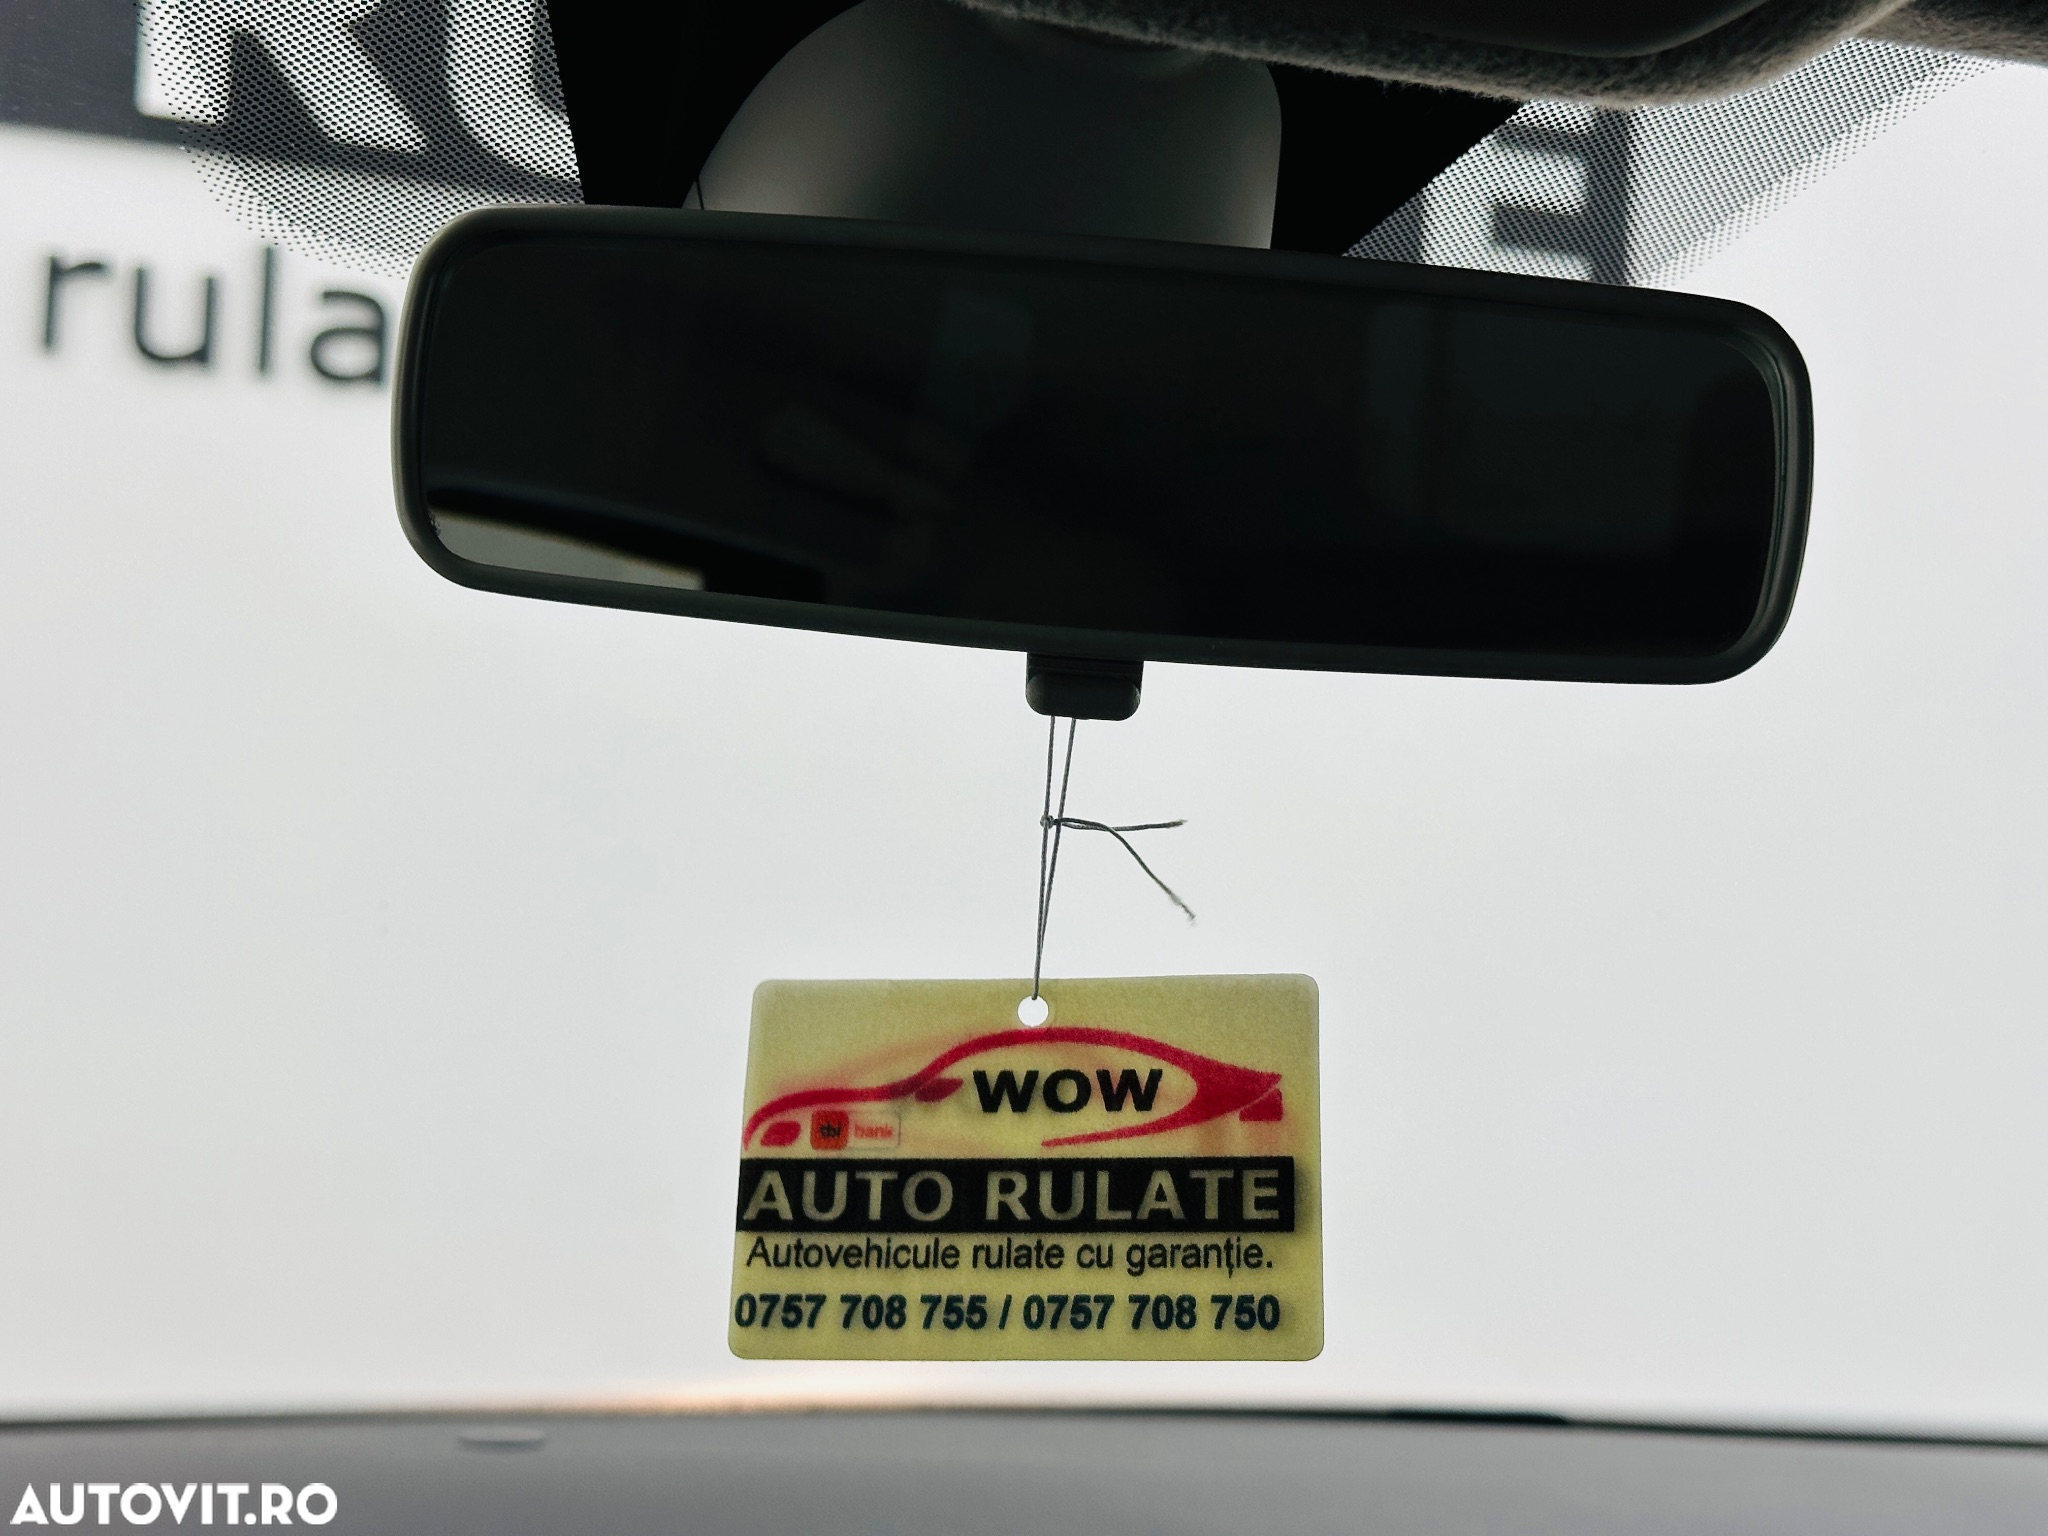 rula
WOW
tbi bank
AUTO RULATE
Autovehicule rulate cu garanție.
0757 708 755 / 0757 708 750
AUTOVIT.RO